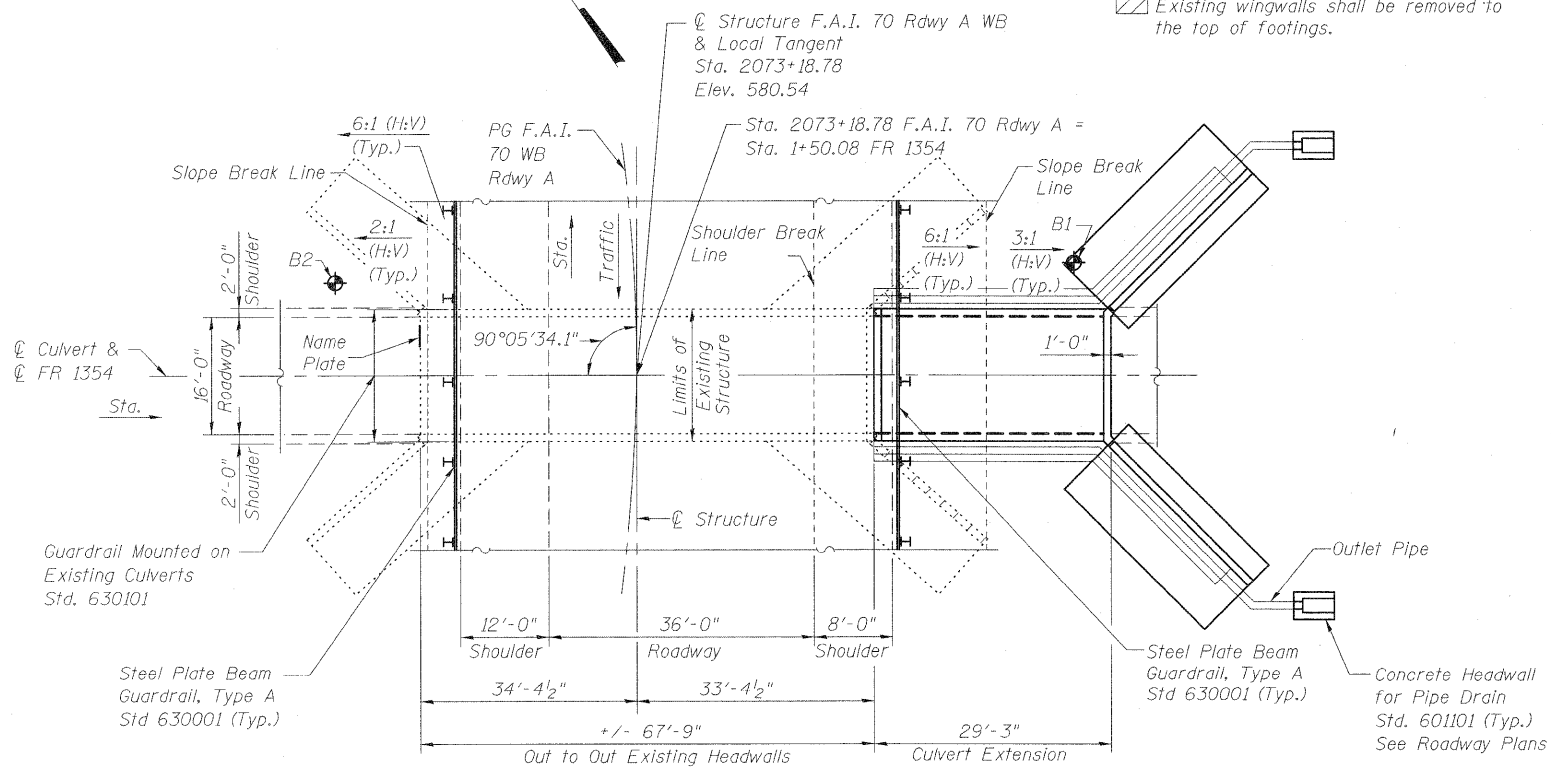 Existing wingwalls shall be removed to
the top of footings.
℄ Structure F.A.I. 70 Rdwy A WB
& Local Tangent
Sta. 2073+18.78
Elev. 580.54
6:1 (H:V)
(Typ.)
PG F.A.I.
70 WB
Rdwy A
Sta. 2073+18.78 F.A.I. 70 Rdwy A =
Sta. 1+50.08 FR 1354
Slope Break Line
Slope Break
Line
2:1
(H:V)
(Typ.)
Sta.
Traffic
Shoulder Break
Line
6:1
(H:V)
(Typ.)
3:1
(H:V)
(Typ.)
B1
B2
2'-0"
Shoulder
Name
Plate
90°05'34.1"
Limits of
Existing
Structure
1'-0"
℄ Culvert &
℄ FR 1354
16'-0"
Roadway
Sta.
2'-0"
Shoulder
℄ Structure
Guardrail Mounted on
Existing Culverts
Std. 630101
Outlet Pipe
12'-0"
Shoulder
36'-0"
Roadway
8'-0"
Shoulder
Steel Plate Beam
Guardrail, Type A
Std 630001 (Typ.)
Steel Plate Beam
Guardrail, Type A
Std 630001 (Typ.)
Concrete Headwall
for Pipe Drain
Std. 601101 (Typ.)
See Roadway Plans
34'-4½"
33'-4½"
+/- 67'-9"
Out to Out Existing Headwalls
29'-3"
Culvert Extension